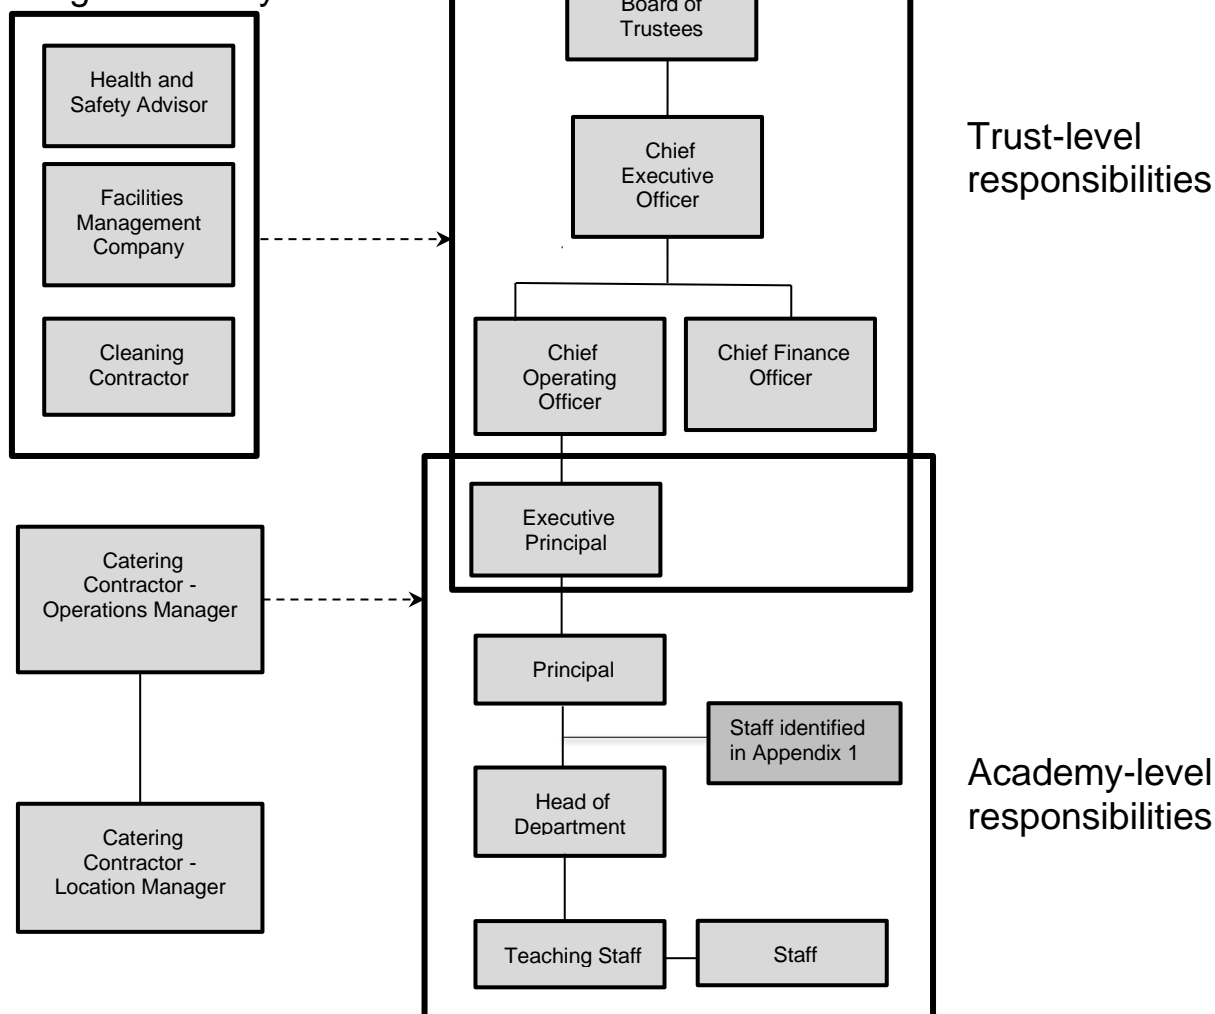 Board of
Trustees
Health and
Safety Advisor
Facilities
Management
Company
Cleaning
Contractor
Chief
Executive
Officer
Trust-level
responsibilities
Chief
Operating
Officer
Chief Finance
Officer
Executive
Principal
Catering
Contractor -
Operations Manager
Principal
Staff identified
in Appendix 1
Head of
Department
Academy-level
responsibilities
Catering
Contractor -
Location Manager
Teaching Staff
Staff